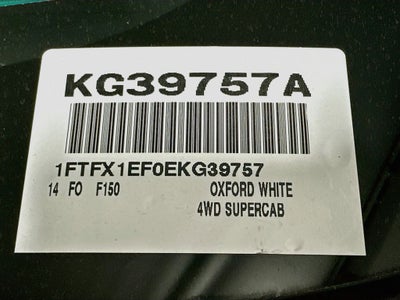 KG39757A
1FTFX1EF0EKG39757
14 FO F150 OXFORD WHITE
4WD SUPERCAB